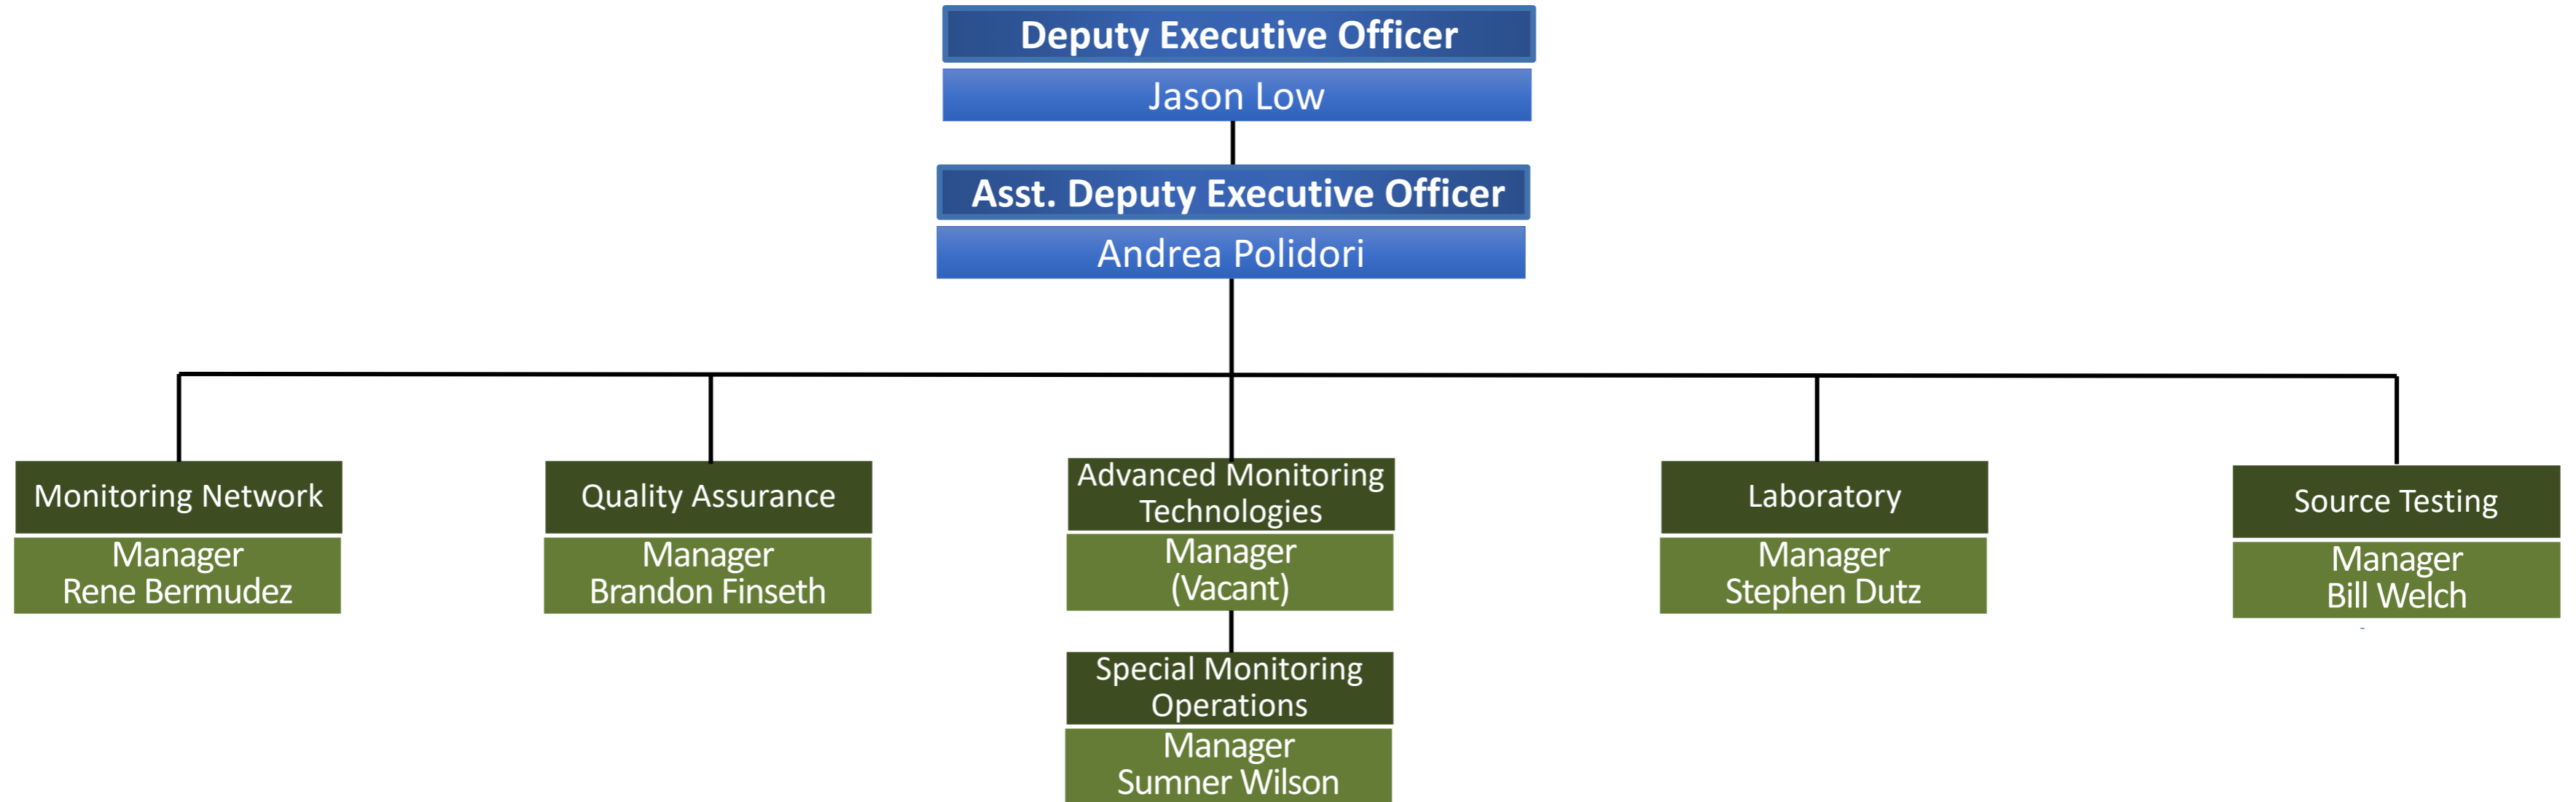 Deputy Executive Officer
Jason Low
Asst. Deputy Executive Officer
Andrea Polidori
Monitoring Network
Manager
Rene Bermudez
Quality Assurance
Manager
Brandon Finseth
Advanced Monitoring
Technologies
Manager
(Vacant)
Special Monitoring
Operations
Manager
Sumner Wilson
Laboratory
Manager
Stephen Dutz
Source Testing
Manager
Bill Welch